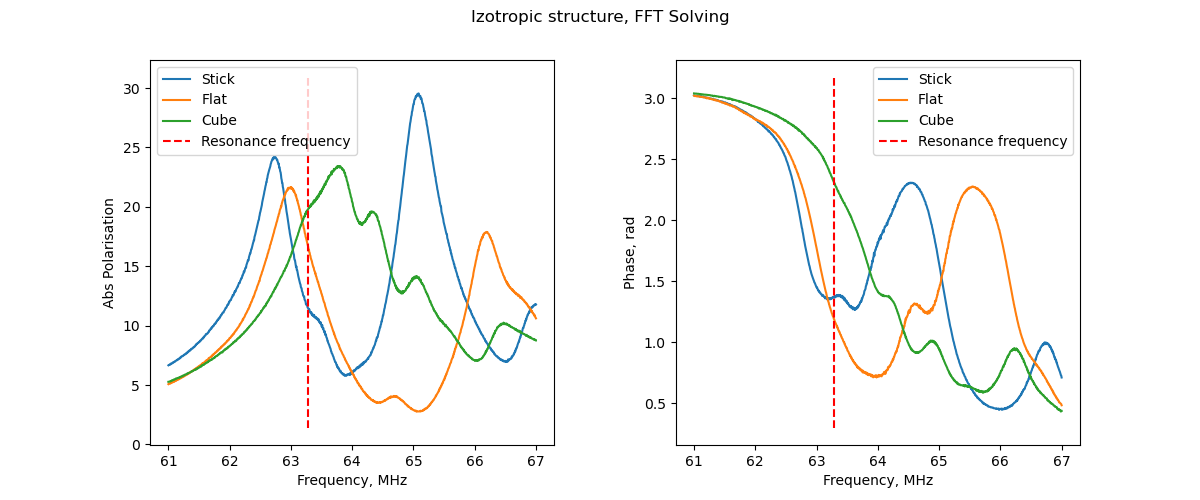 Izotropic structure, FFT Solving
Abs Polarisation
30
25
20
15
10
5
0
Stick
Flat
Cube
Resonance frequency
61 62 63 64 65 66 67
Frequency, MHz
Phase, rad
3.0
2.5
2.0
1.5
1.0
0.5
Stick
Flat
Cube
Resonance frequency
61 62 63 64 65 66 67
Frequency, MHz